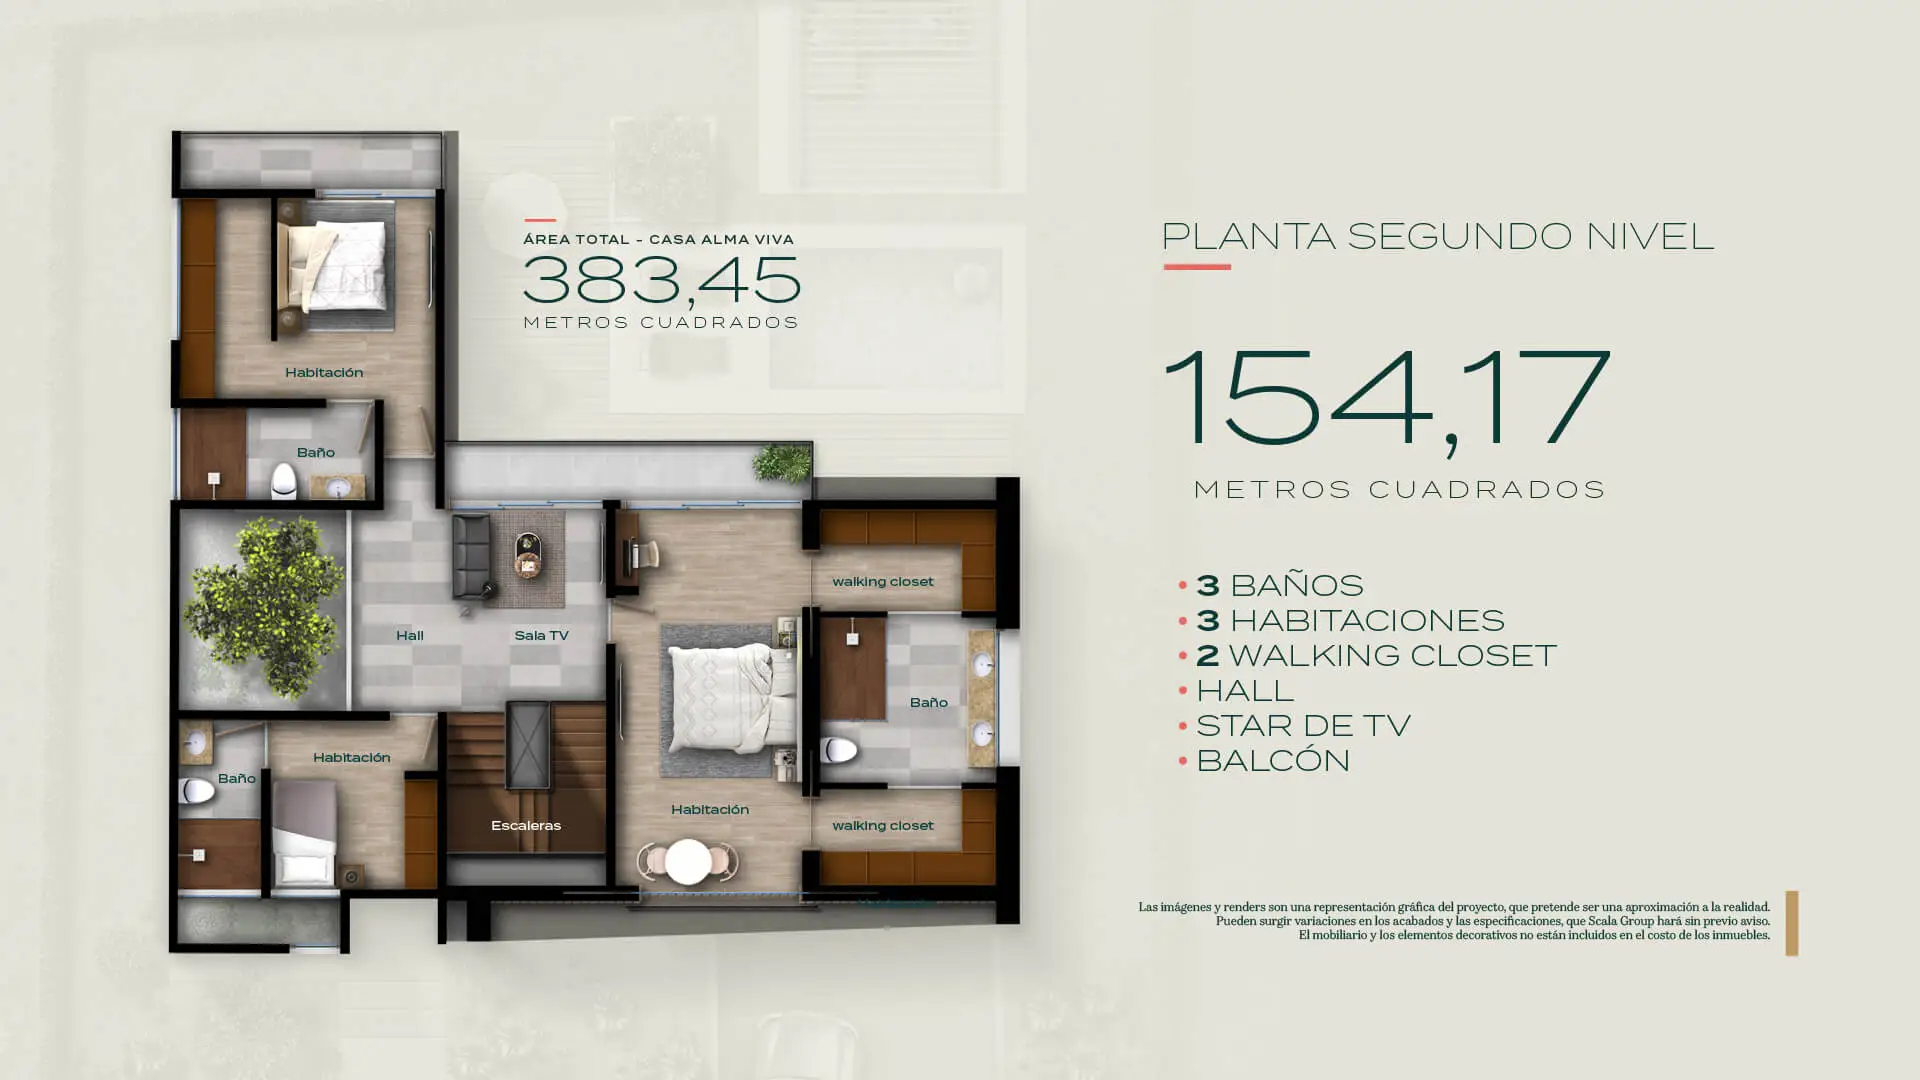 ÁREA TOTAL - CASA ALMA VIVA
383,45
METROS CUADRADOS
Habitación
Baño
Hall
Sala TV
walking closet
Baño
Habitación
Baño
Escaleras
Habitación
walking closet
PLANTA SEGUNDO NIVEL
154,17
METROS CUADRADOS
• 3 BAÑOS
• 3 HABITACIONES
• 2 WALKING CLOSET
• HALL
• STAR DE TV
• BALCÓN
Las imágenes y renders son una representación gráfica del proyecto, que pretende ser una aproximación a la realidad.
Pueden surgir variaciones en los acabados y las especificaciones, que Scala Group hará sin previo aviso.
El mobiliario y los elementos decorativos no están incluidos en el costo de los inmuebles.